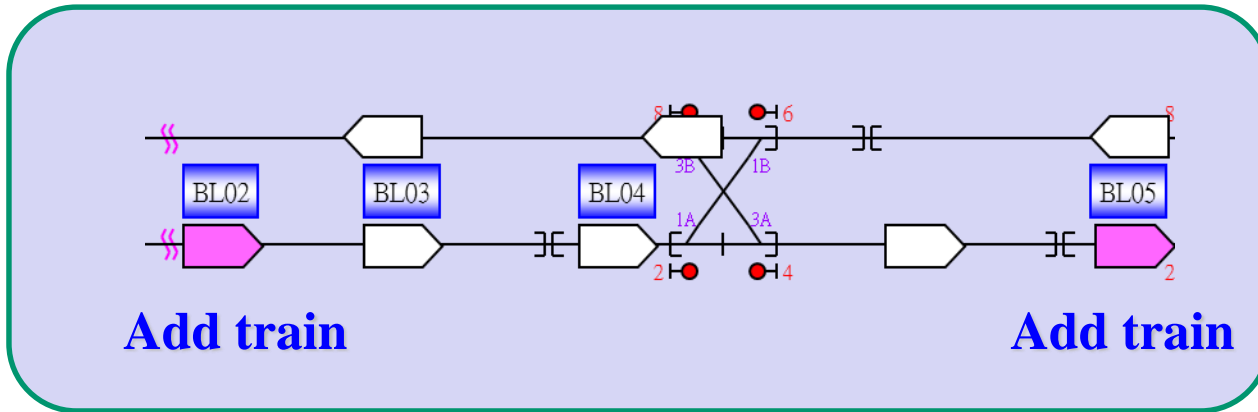 8 6 8
3B 1B
BL02 BL03 BL04 BL05
1A 3A
2 4 2
Add train Add train